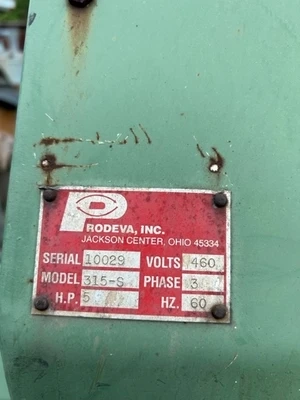 PRODEVA, INC.
JACKSON CENTER, OHIO 45334
SERIAL 10029 VOLTS 460
MODEL 315-S PHASE 3
H.P. 5 HZ. 60